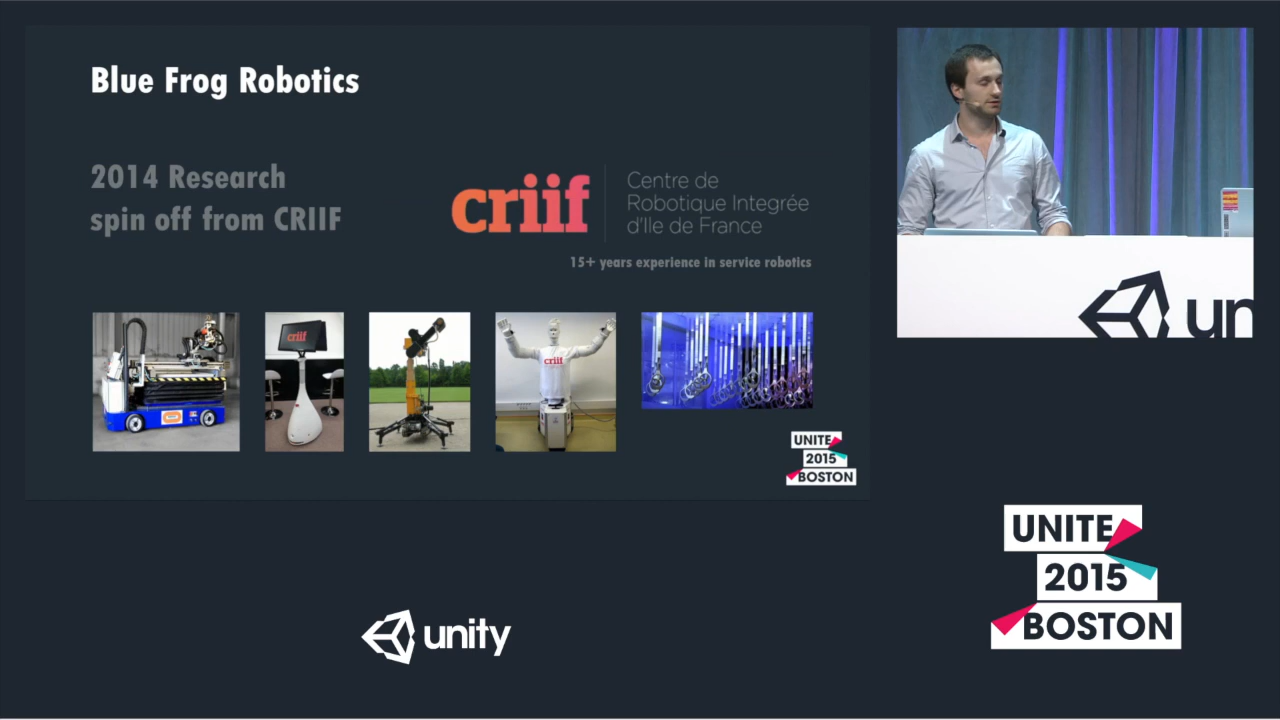 Blue Frog Robotics
2014 Research
spin off from CRIIF
criif
Centre de
Robotique Integrée
d'Ile de France
15+ years experience in service robotics
criif
criif
UNITE
2015
BOSTON
un
UNITE
2015
BOSTON
unity